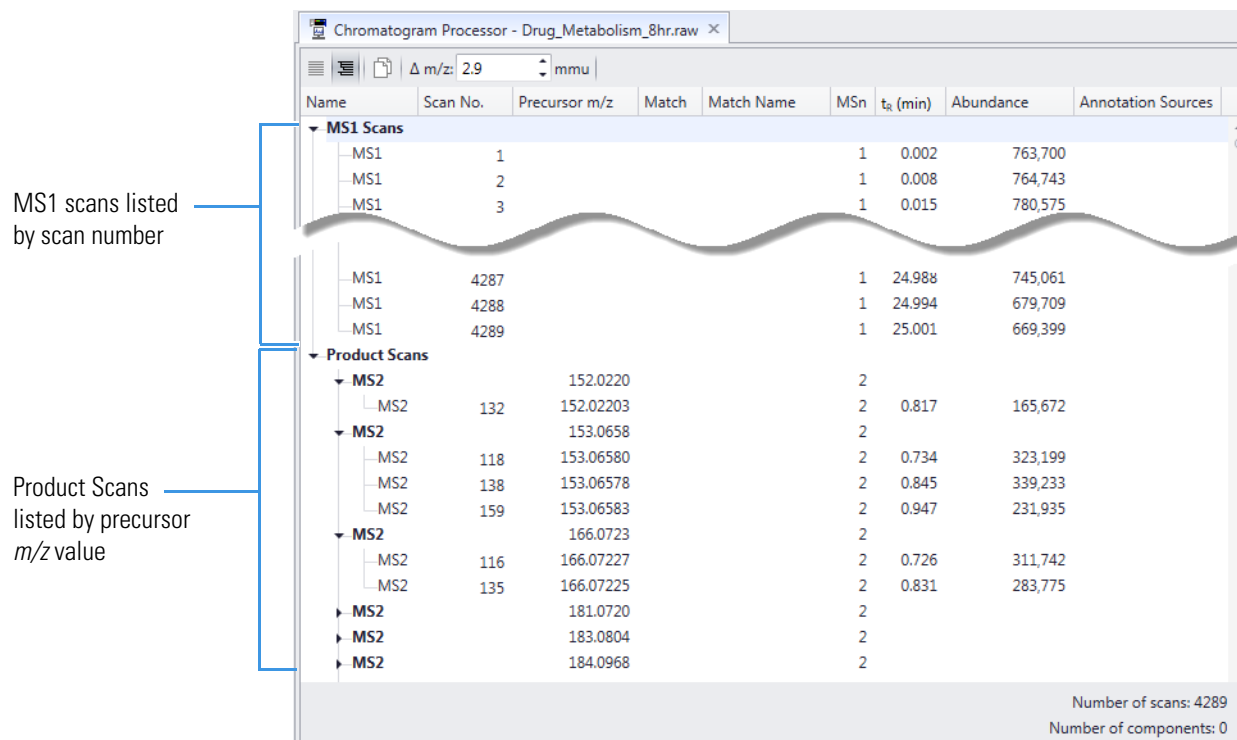 Chromatogram Processor - Drug_Metabolism_8hr.raw ×
Δ m/z: 2.9 mmu
Name Scan No. Precursor m/z Match Match Name MSn tR (min) Abundance Annotation Sources
MS1 Scans
MS1 1 1 0.002 763,700
MS1 2 1 0.008 764,743
MS1 3 1 0.015 780,575
MS1 scans listed
by scan number
MS1 4287 1 24.988 745,061
MS1 4288 1 24.994 679,709
MS1 4289 1 25.001 669,399
Product Scans
MS2 152.0220 2
MS2 132 152.02203 2 0.817 165,672
MS2 153.0658 2
MS2 118 153.06580 2 0.734 323,199
MS2 138 153.06578 2 0.845 339,233
MS2 159 153.06583 2 0.947 231,935
Product Scans
listed by precursor
m/z value
MS2 166.0723 2
MS2 116 166.07227 2 0.726 311,742
MS2 135 166.07225 2 0.831 283,775
MS2 181.0720 2
MS2 183.0804 2
MS2 184.0968 2
Number of scans: 4289
Number of components: 0